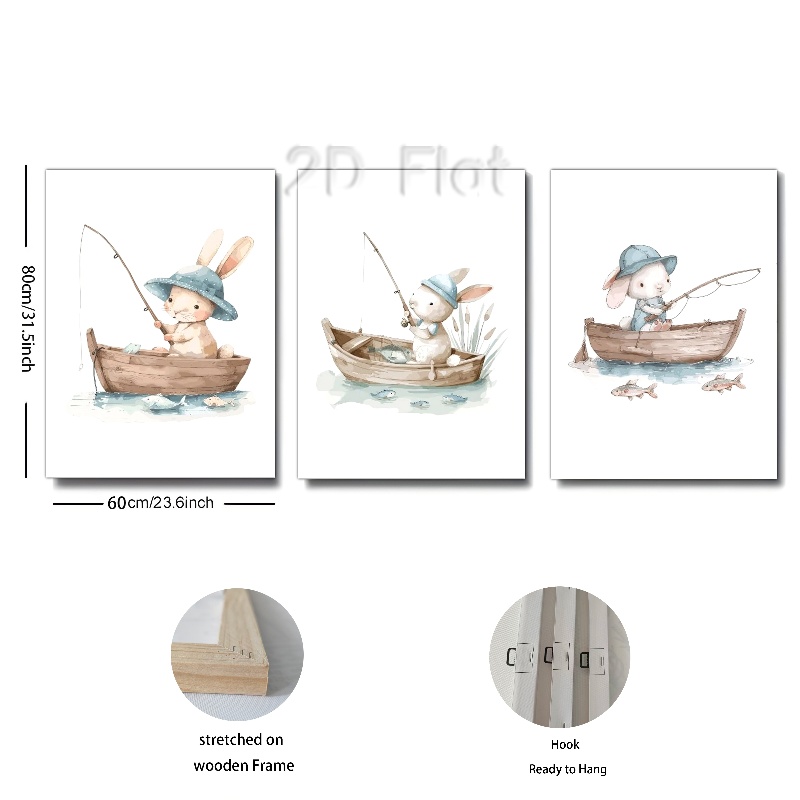 2D Flat
80cm/31.5inch
60cm/23.6inch
stretched on
wooden Frame
Hook
Ready to Hang